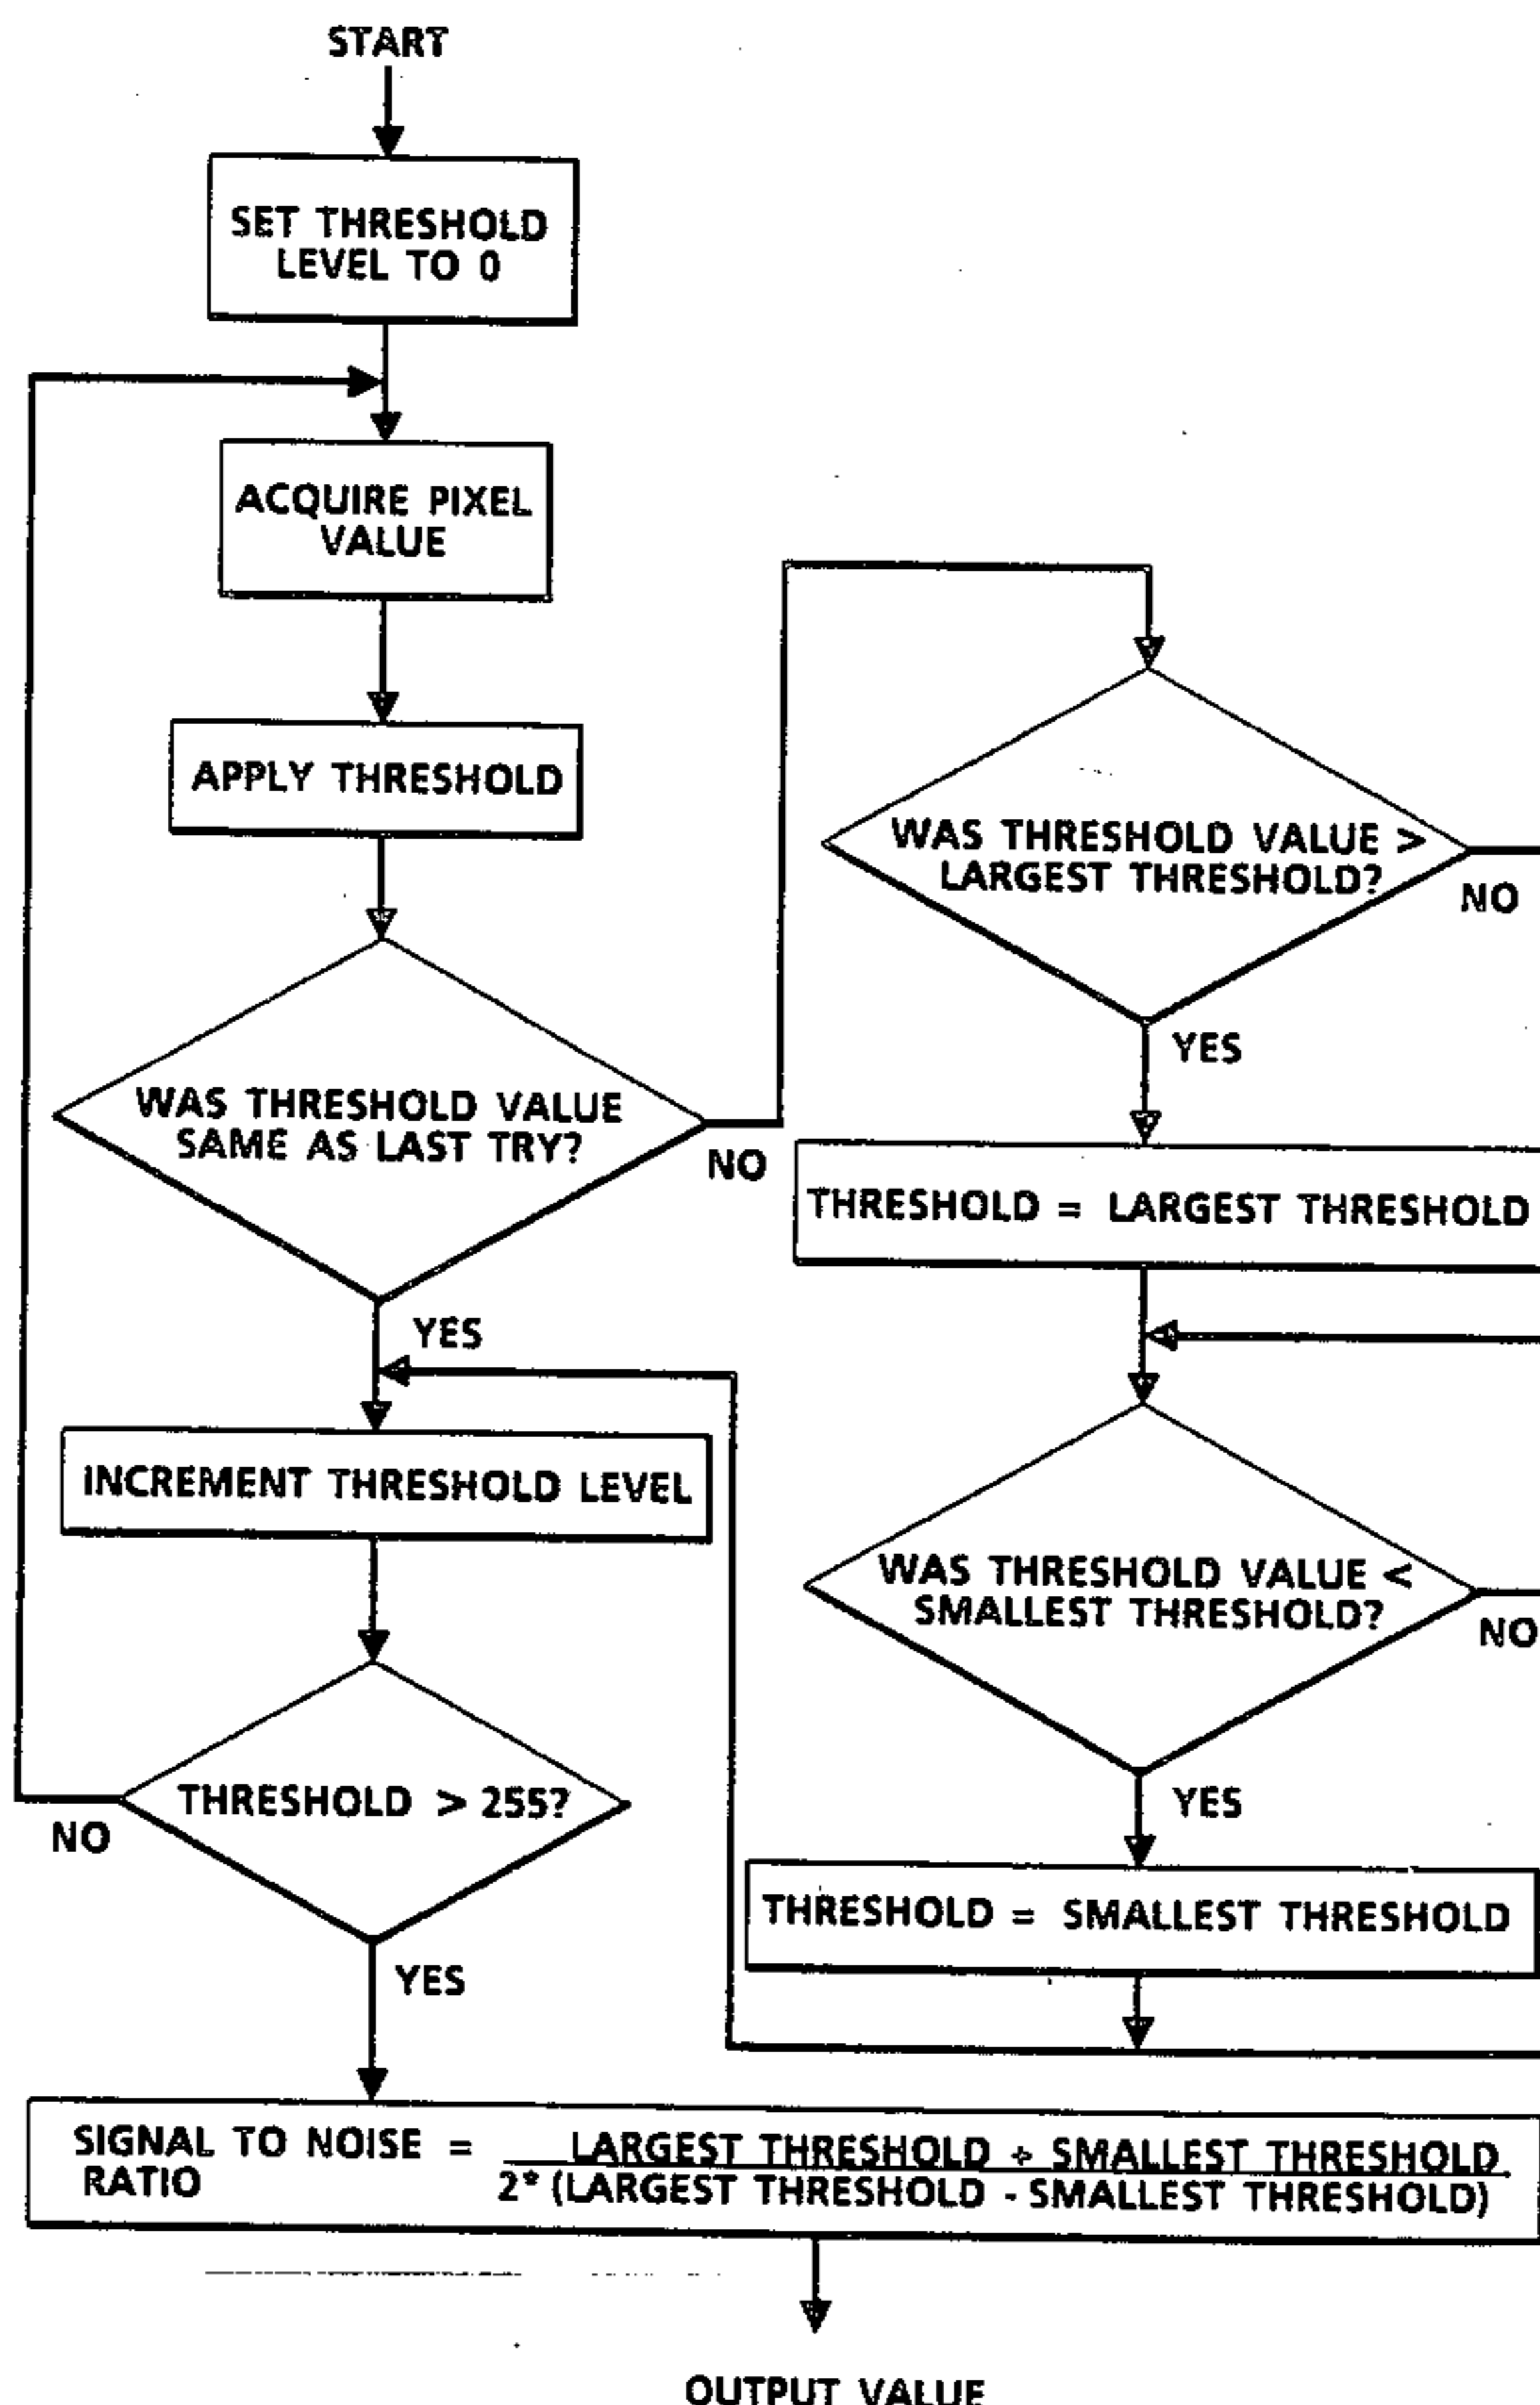 START
SET THRESHOLD
LEVEL TO 0
ACQUIRE PIXEL
VALUE
APPLY THRESHOLD
WAS THRESHOLD VALUE
SAME AS LAST TRY?
NO
YES
INCREMENT THRESHOLD LEVEL
THRESHOLD > 255?
NO
YES
WAS THRESHOLD VALUE >
LARGEST THRESHOLD?
NO
YES
THRESHOLD = LARGEST THRESHOLD
WAS THRESHOLD VALUE <
SMALLEST THRESHOLD?
NO
YES
THRESHOLD = SMALLEST THRESHOLD
SIGNAL TO NOISE = LARGEST THRESHOLD + SMALLEST THRESHOLD
RATIO 2* (LARGEST THRESHOLD - SMALLEST THRESHOLD)
OUTPUT VALUE